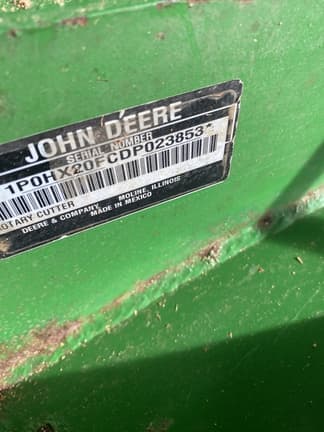 JOHN DEERE
SERIAL NUMBER
1P0HX20FCDP023853*
ROTARY CUTTER
DEERE & COMPANY MOLINE, ILLINOIS
MADE IN MEXICO